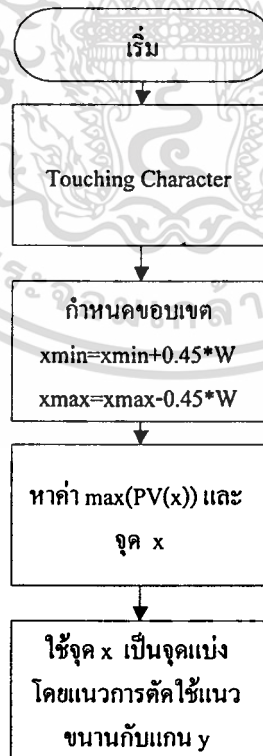 เริ่ม
Touching Character
กำหนดขอบเขต
xmin=xmin+0.45*W
xmax=xmax-0.45*W
หาค่า max(PV(x)) และ
จุด x
ใช้จุด x เป็นจุดแบ่ง
โดยแนวการตัดใช้แนว
ขนานกับแกน y